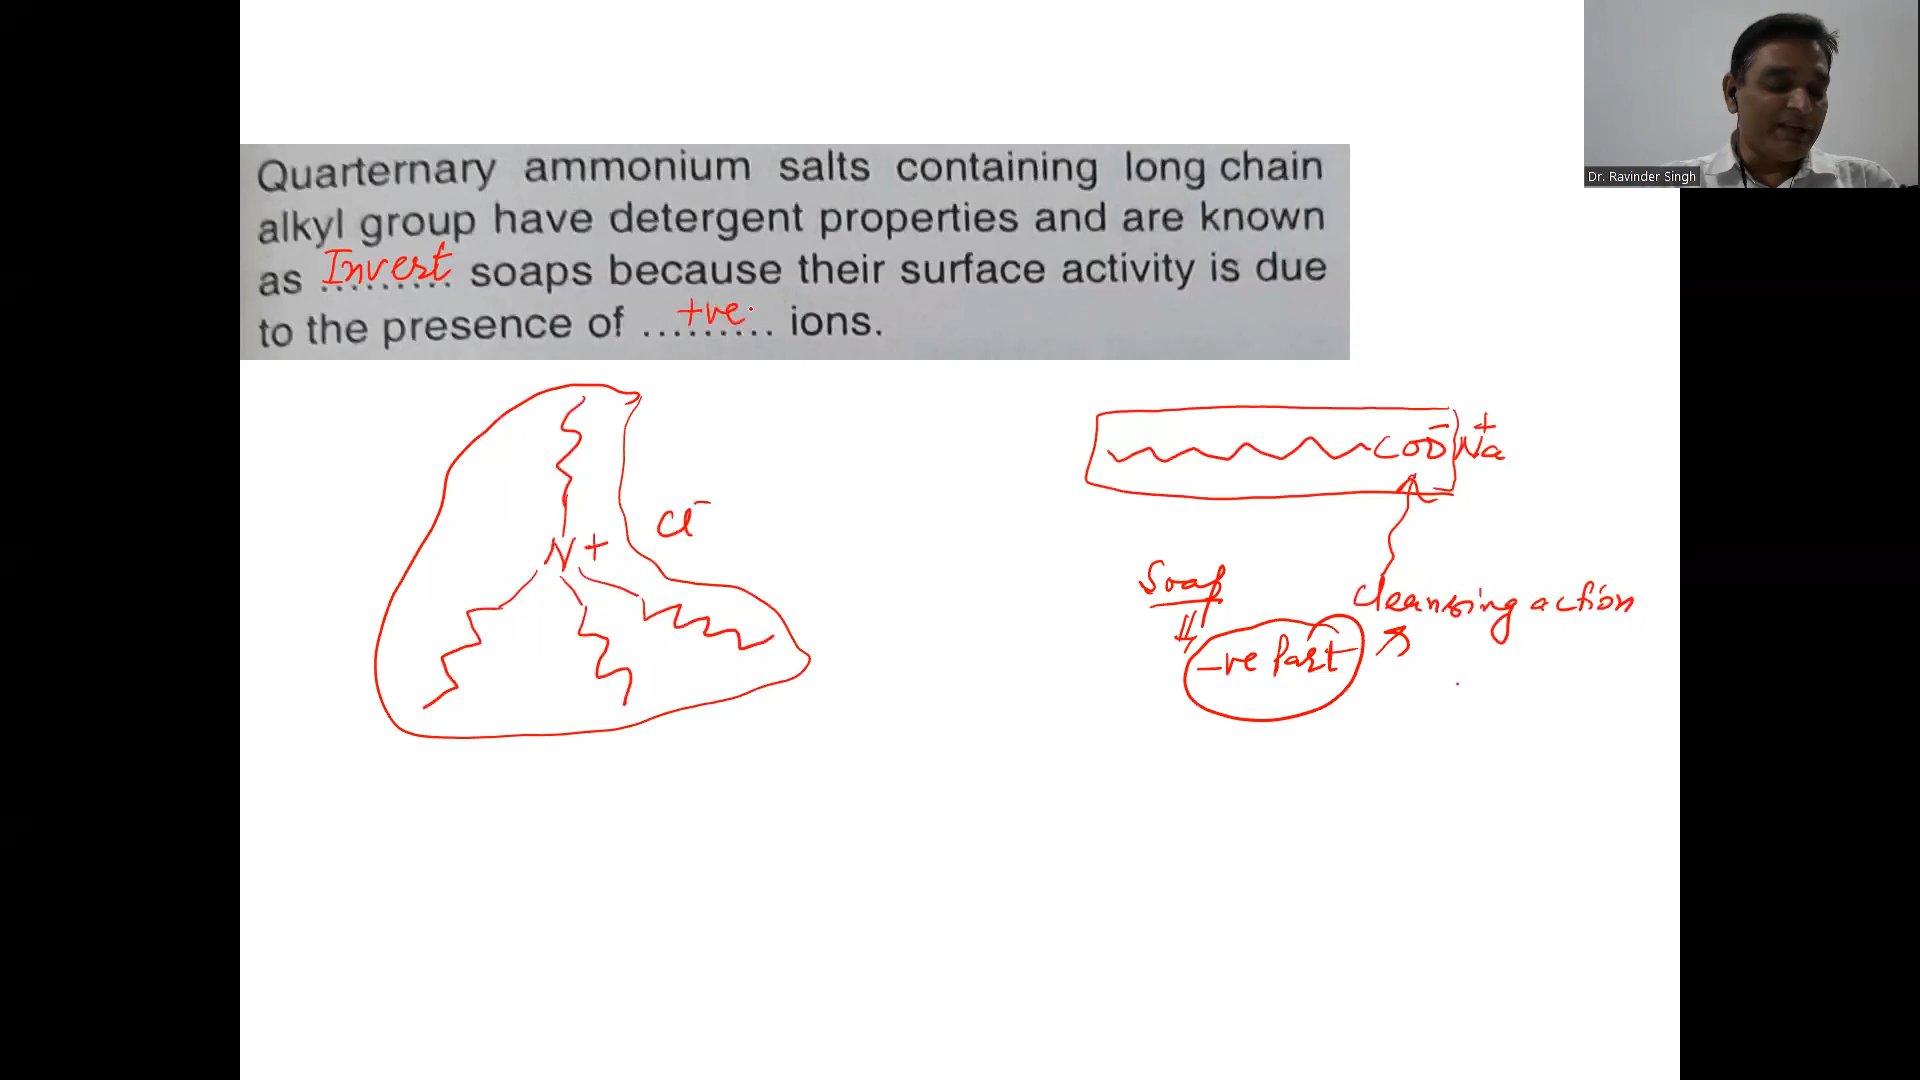 Dr. Ravinder Singh
Quarternary ammonium salts containing long chain
alkyl group have detergent properties and are known
as Invest soaps because their surface activity is due
to the presence of +ve ions.
COO⁻ Na⁺
Cl⁻
N+
Soap
cleansing action
-ve Part